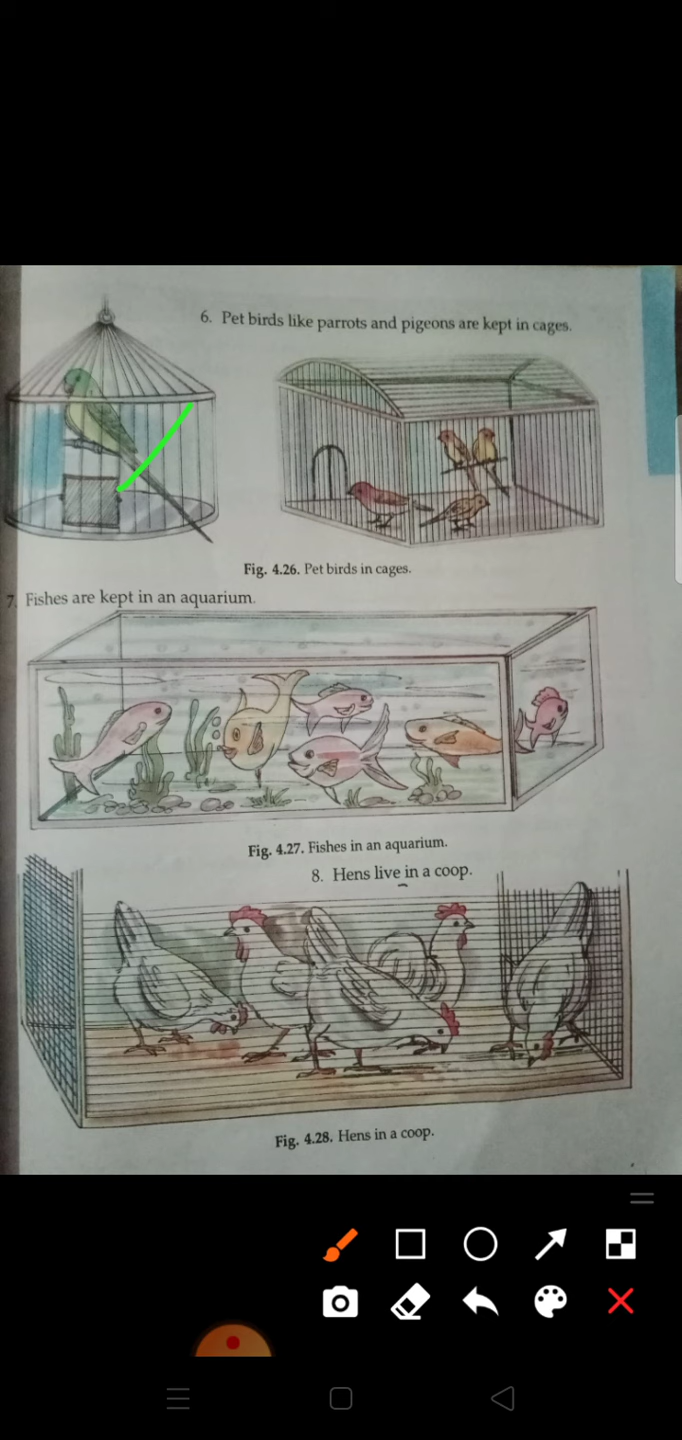 6. Pet birds like parrots and pigeons are kept in cages.
Fig. 4.26. Pet birds in cages.
7. Fishes are kept in an aquarium.
Fig. 4.27. Fishes in an aquarium.
8. Hens live in a coop.
Fig. 4.28. Hens in a coop.